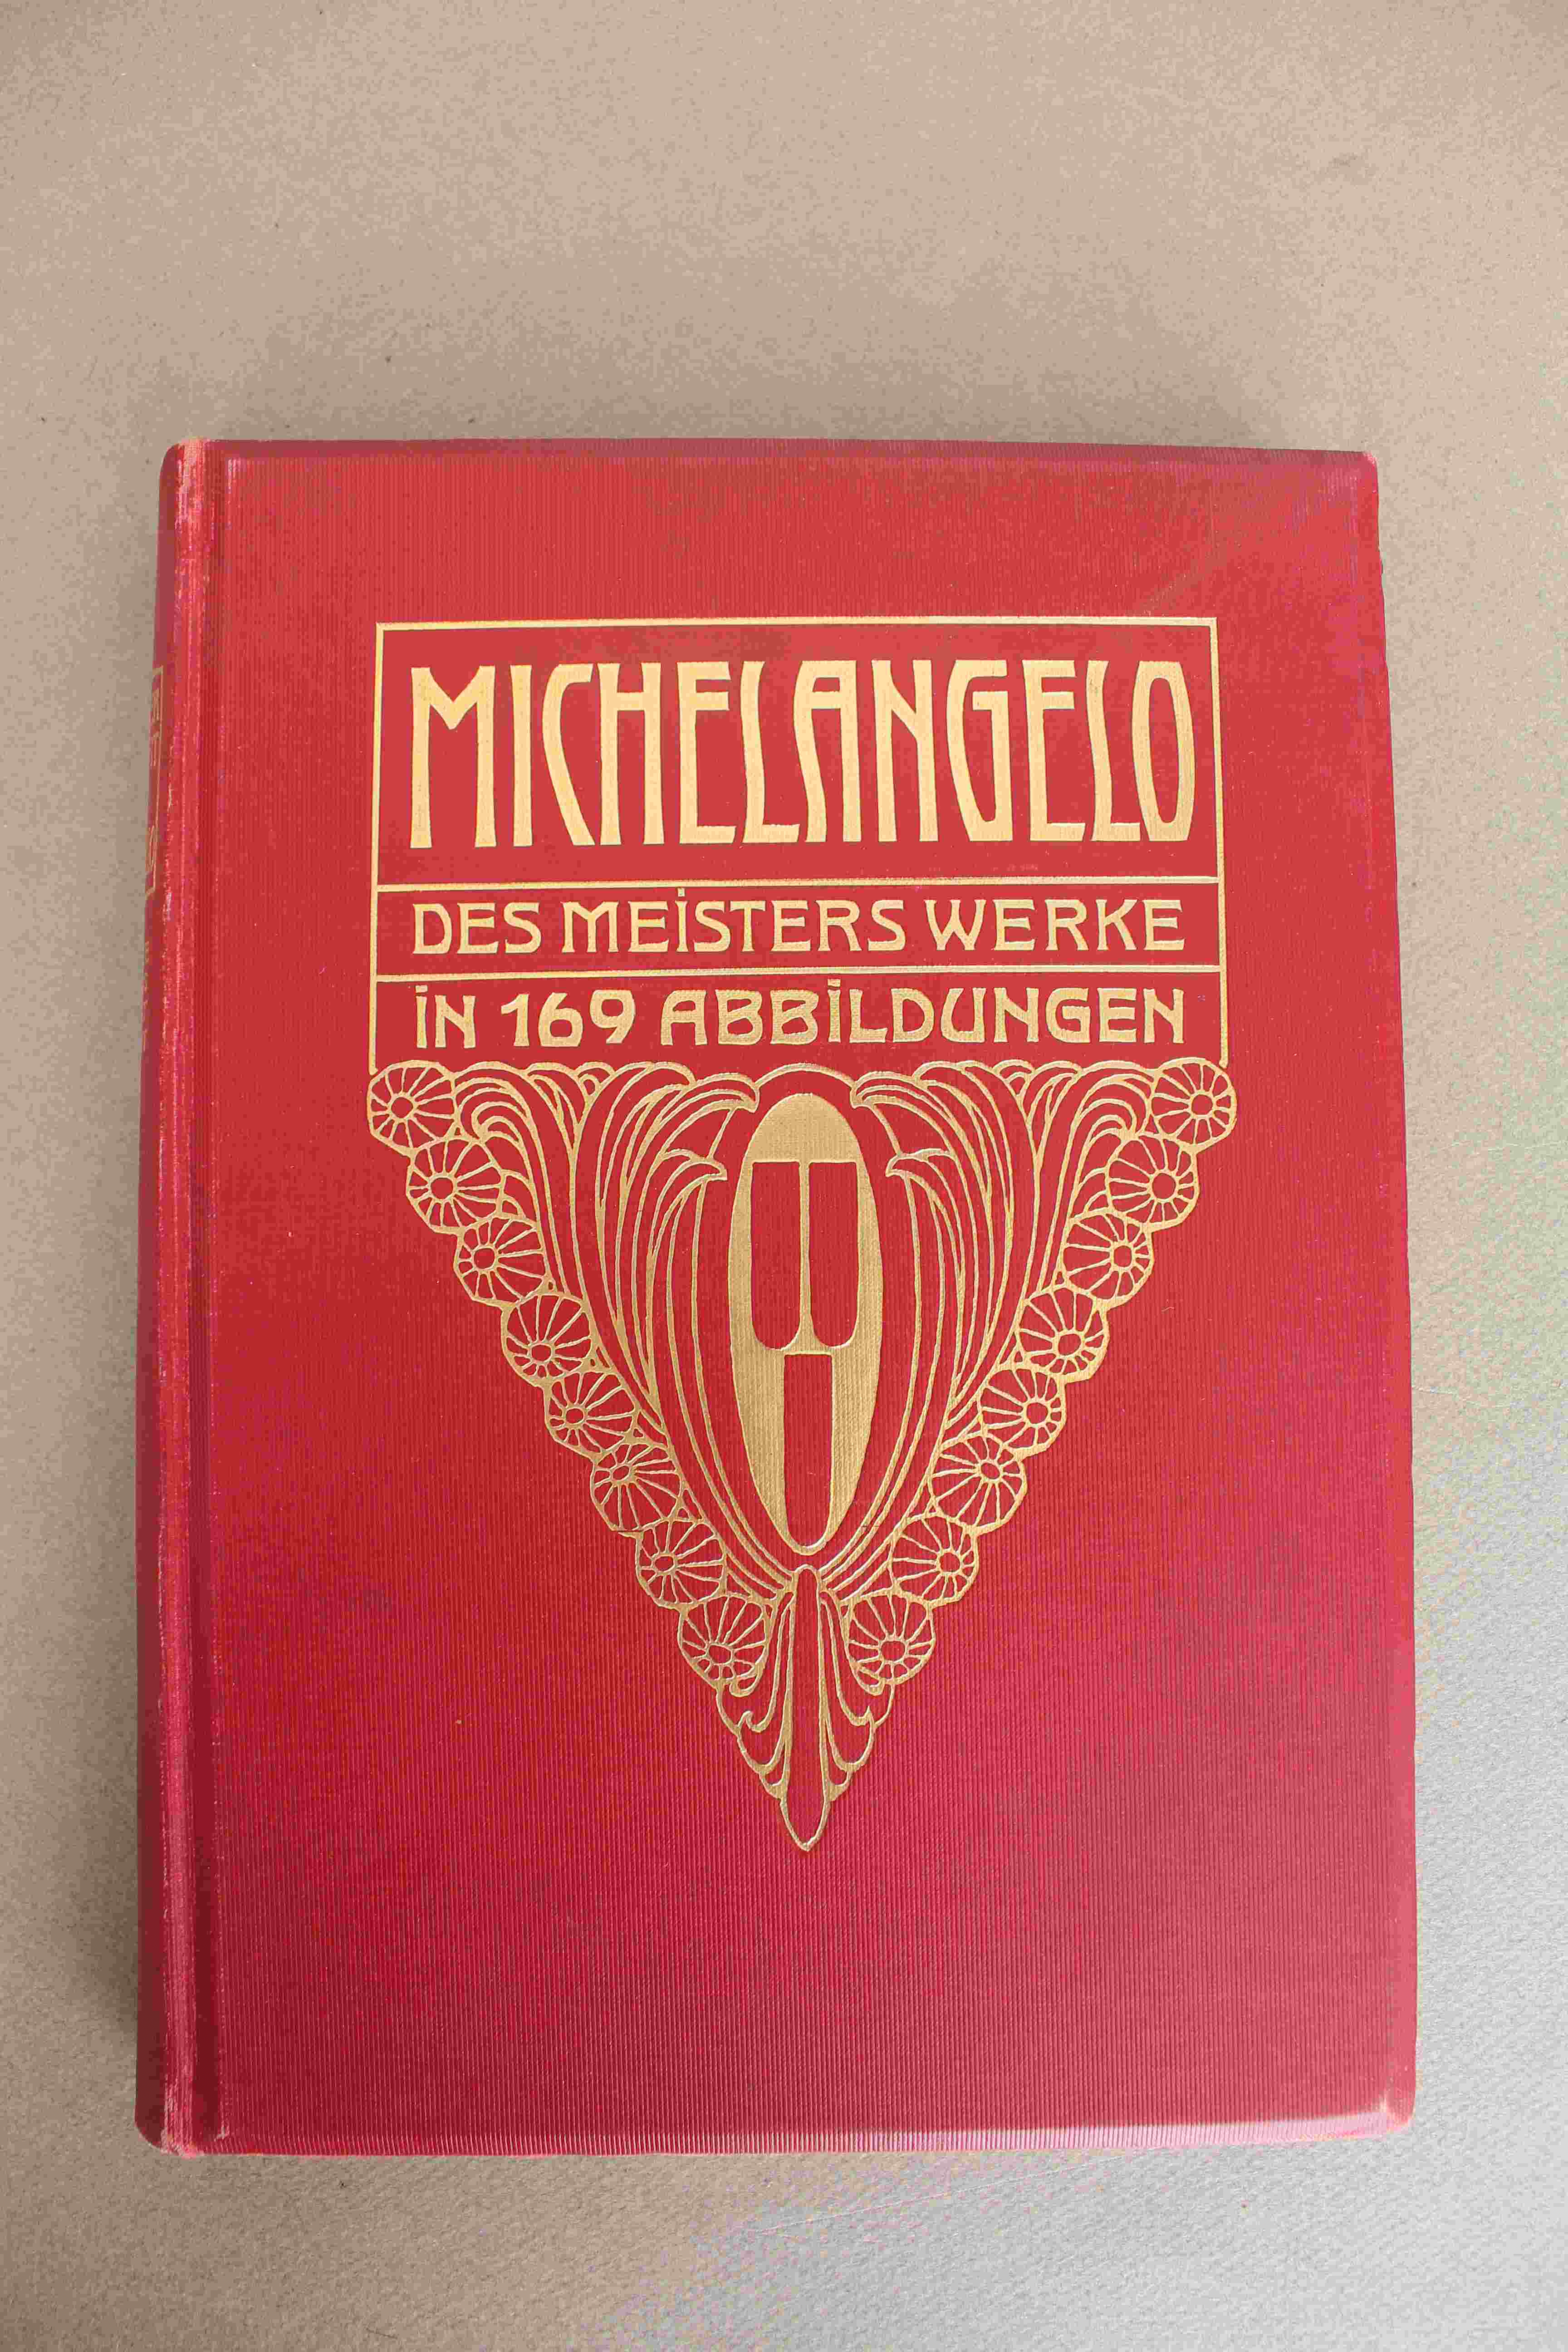 MICHELANGELO
DES MEISTERS WERKE
IN 169 ABBILDUNGEN